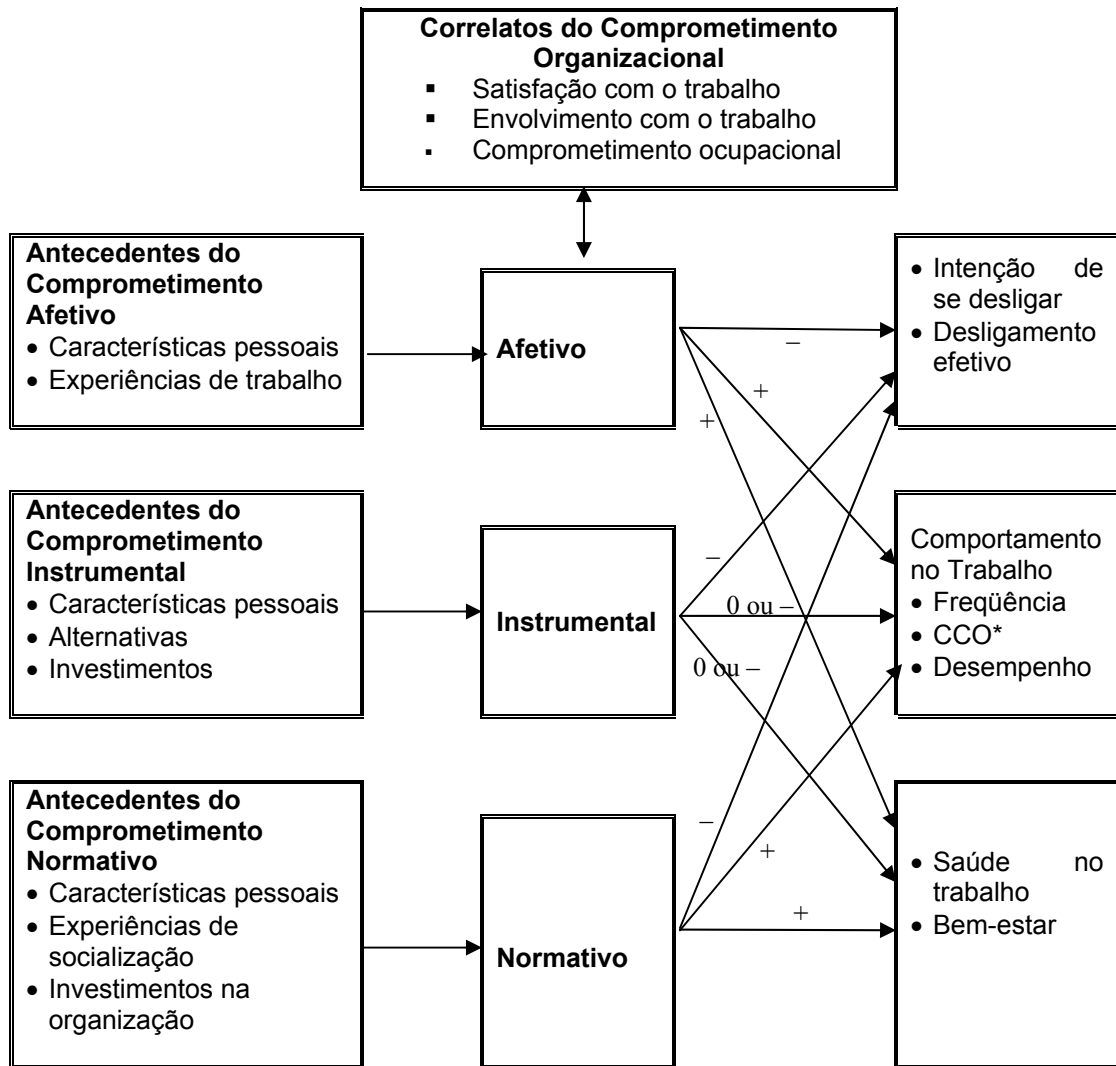 Correlatos do Comprometimento
Organizacional
▪ Satisfação com o trabalho
▪ Envolvimento com o trabalho
▪ Comprometimento ocupacional
Antecedentes do
Comprometimento
Afetivo
• Características pessoais
• Experiências de trabalho
Afetivo
• Intenção de
se desligar
• Desligamento
efetivo
–
+
+
Antecedentes do
Comprometimento
Instrumental
• Características pessoais
• Alternativas
• Investimentos
Instrumental
–
0 ou –
0 ou –
Comportamento
no Trabalho
• Freqüência
• CCO*
• Desempenho
Antecedentes do
Comprometimento
Normativo
• Características pessoais
• Experiências de
socialização
• Investimentos na
organização
Normativo
–
+
+
• Saúde no
trabalho
• Bem-estar